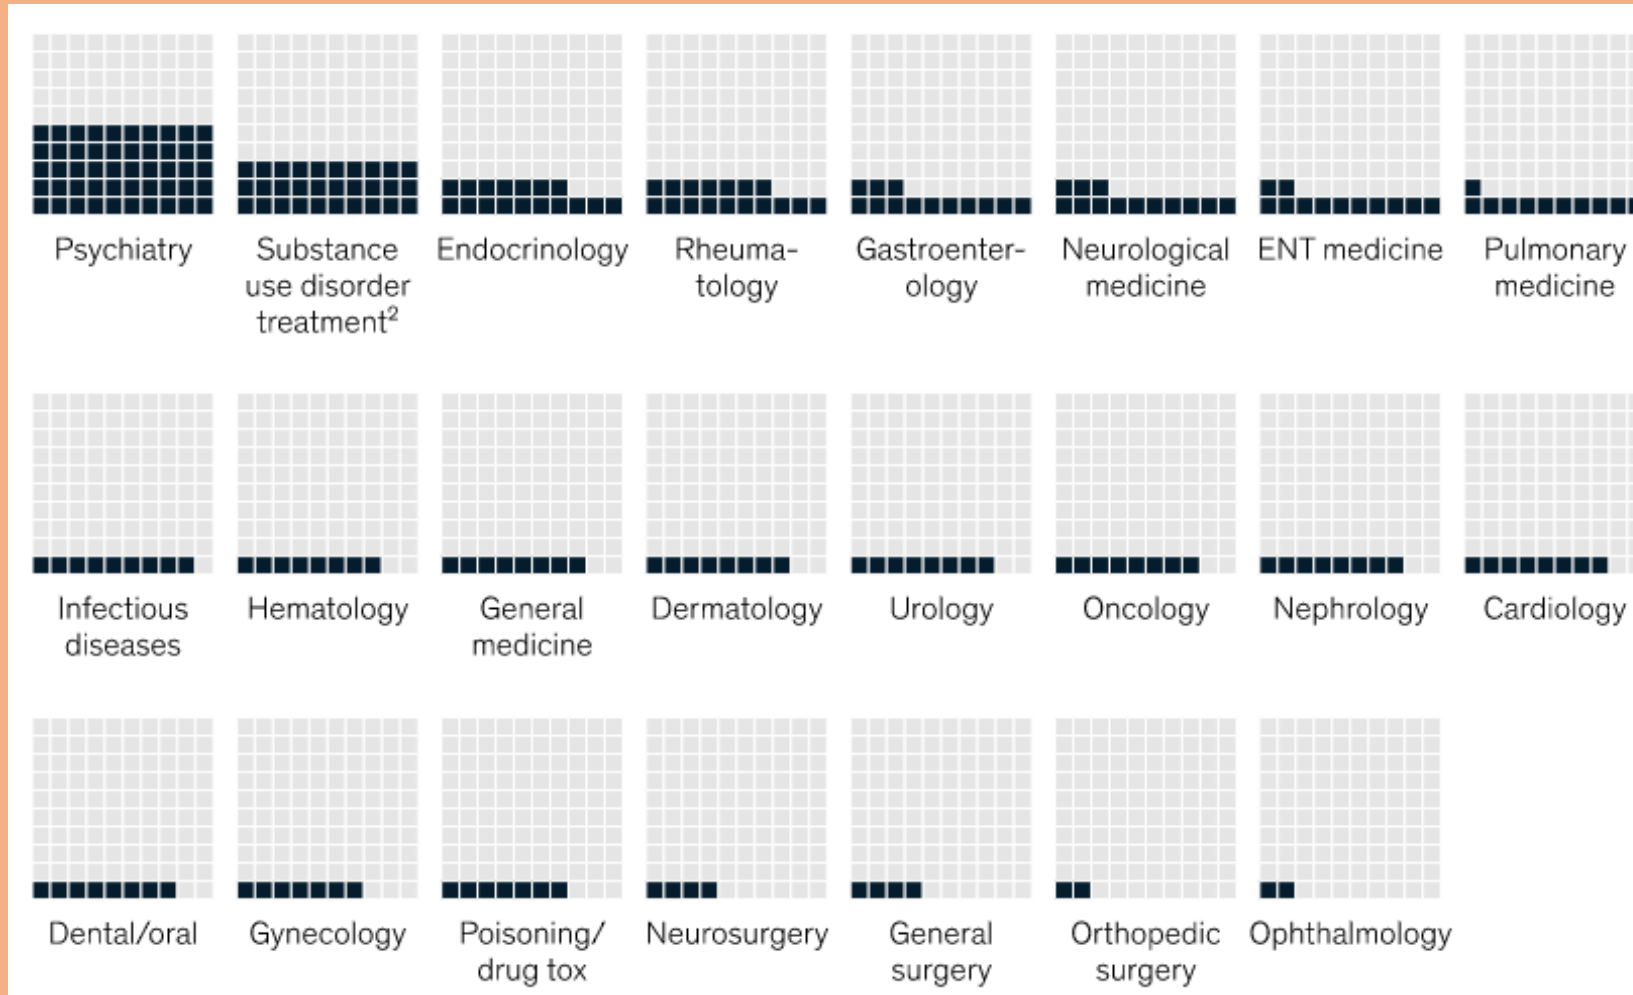 Psychiatry
Substance
use disorder
treatment²
Endocrinology
Rheuma-
tology
Gastroenter-
ology
Neurological
medicine
ENT medicine
Pulmonary
medicine
Infectious
diseases
Hematology
General
medicine
Dermatology
Urology
Oncology
Nephrology
Cardiology
Dental/oral
Gynecology
Poisoning/
drug tox
Neurosurgery
General
surgery
Orthopedic
surgery
Ophthalmology